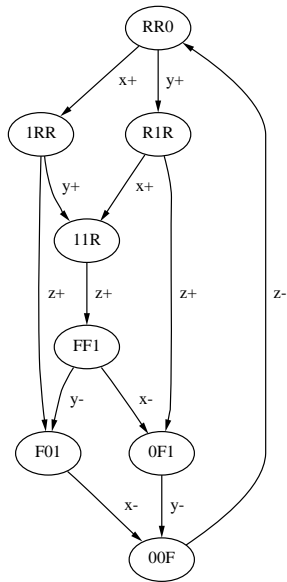 RR0
x+
y+
1RR
R1R
y+
x+
11R
z+
z+
z+
z-
FF1
y-
x-
F01
0F1
x-
y-
00F